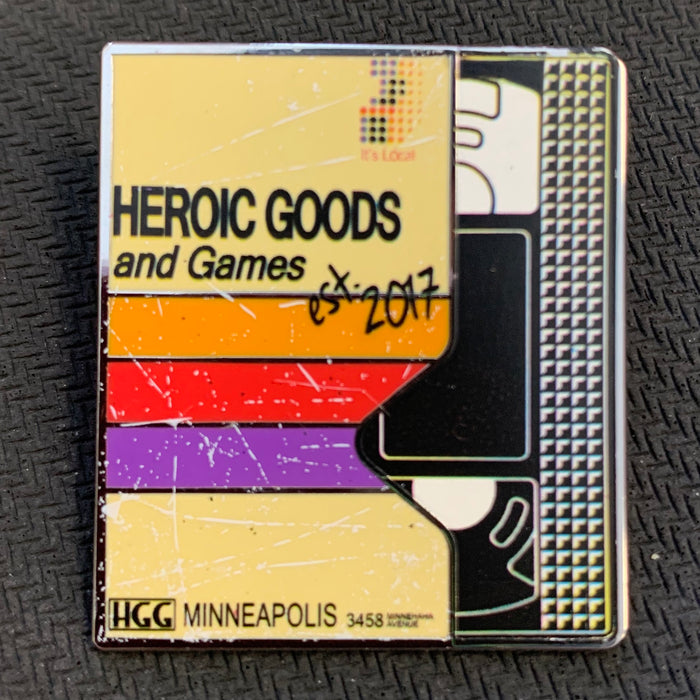 It's Local
HEROIC GOODS
and Games
est. 2017
HGG MINNEAPOLIS 3458 MINNEHAHA
AVENUE